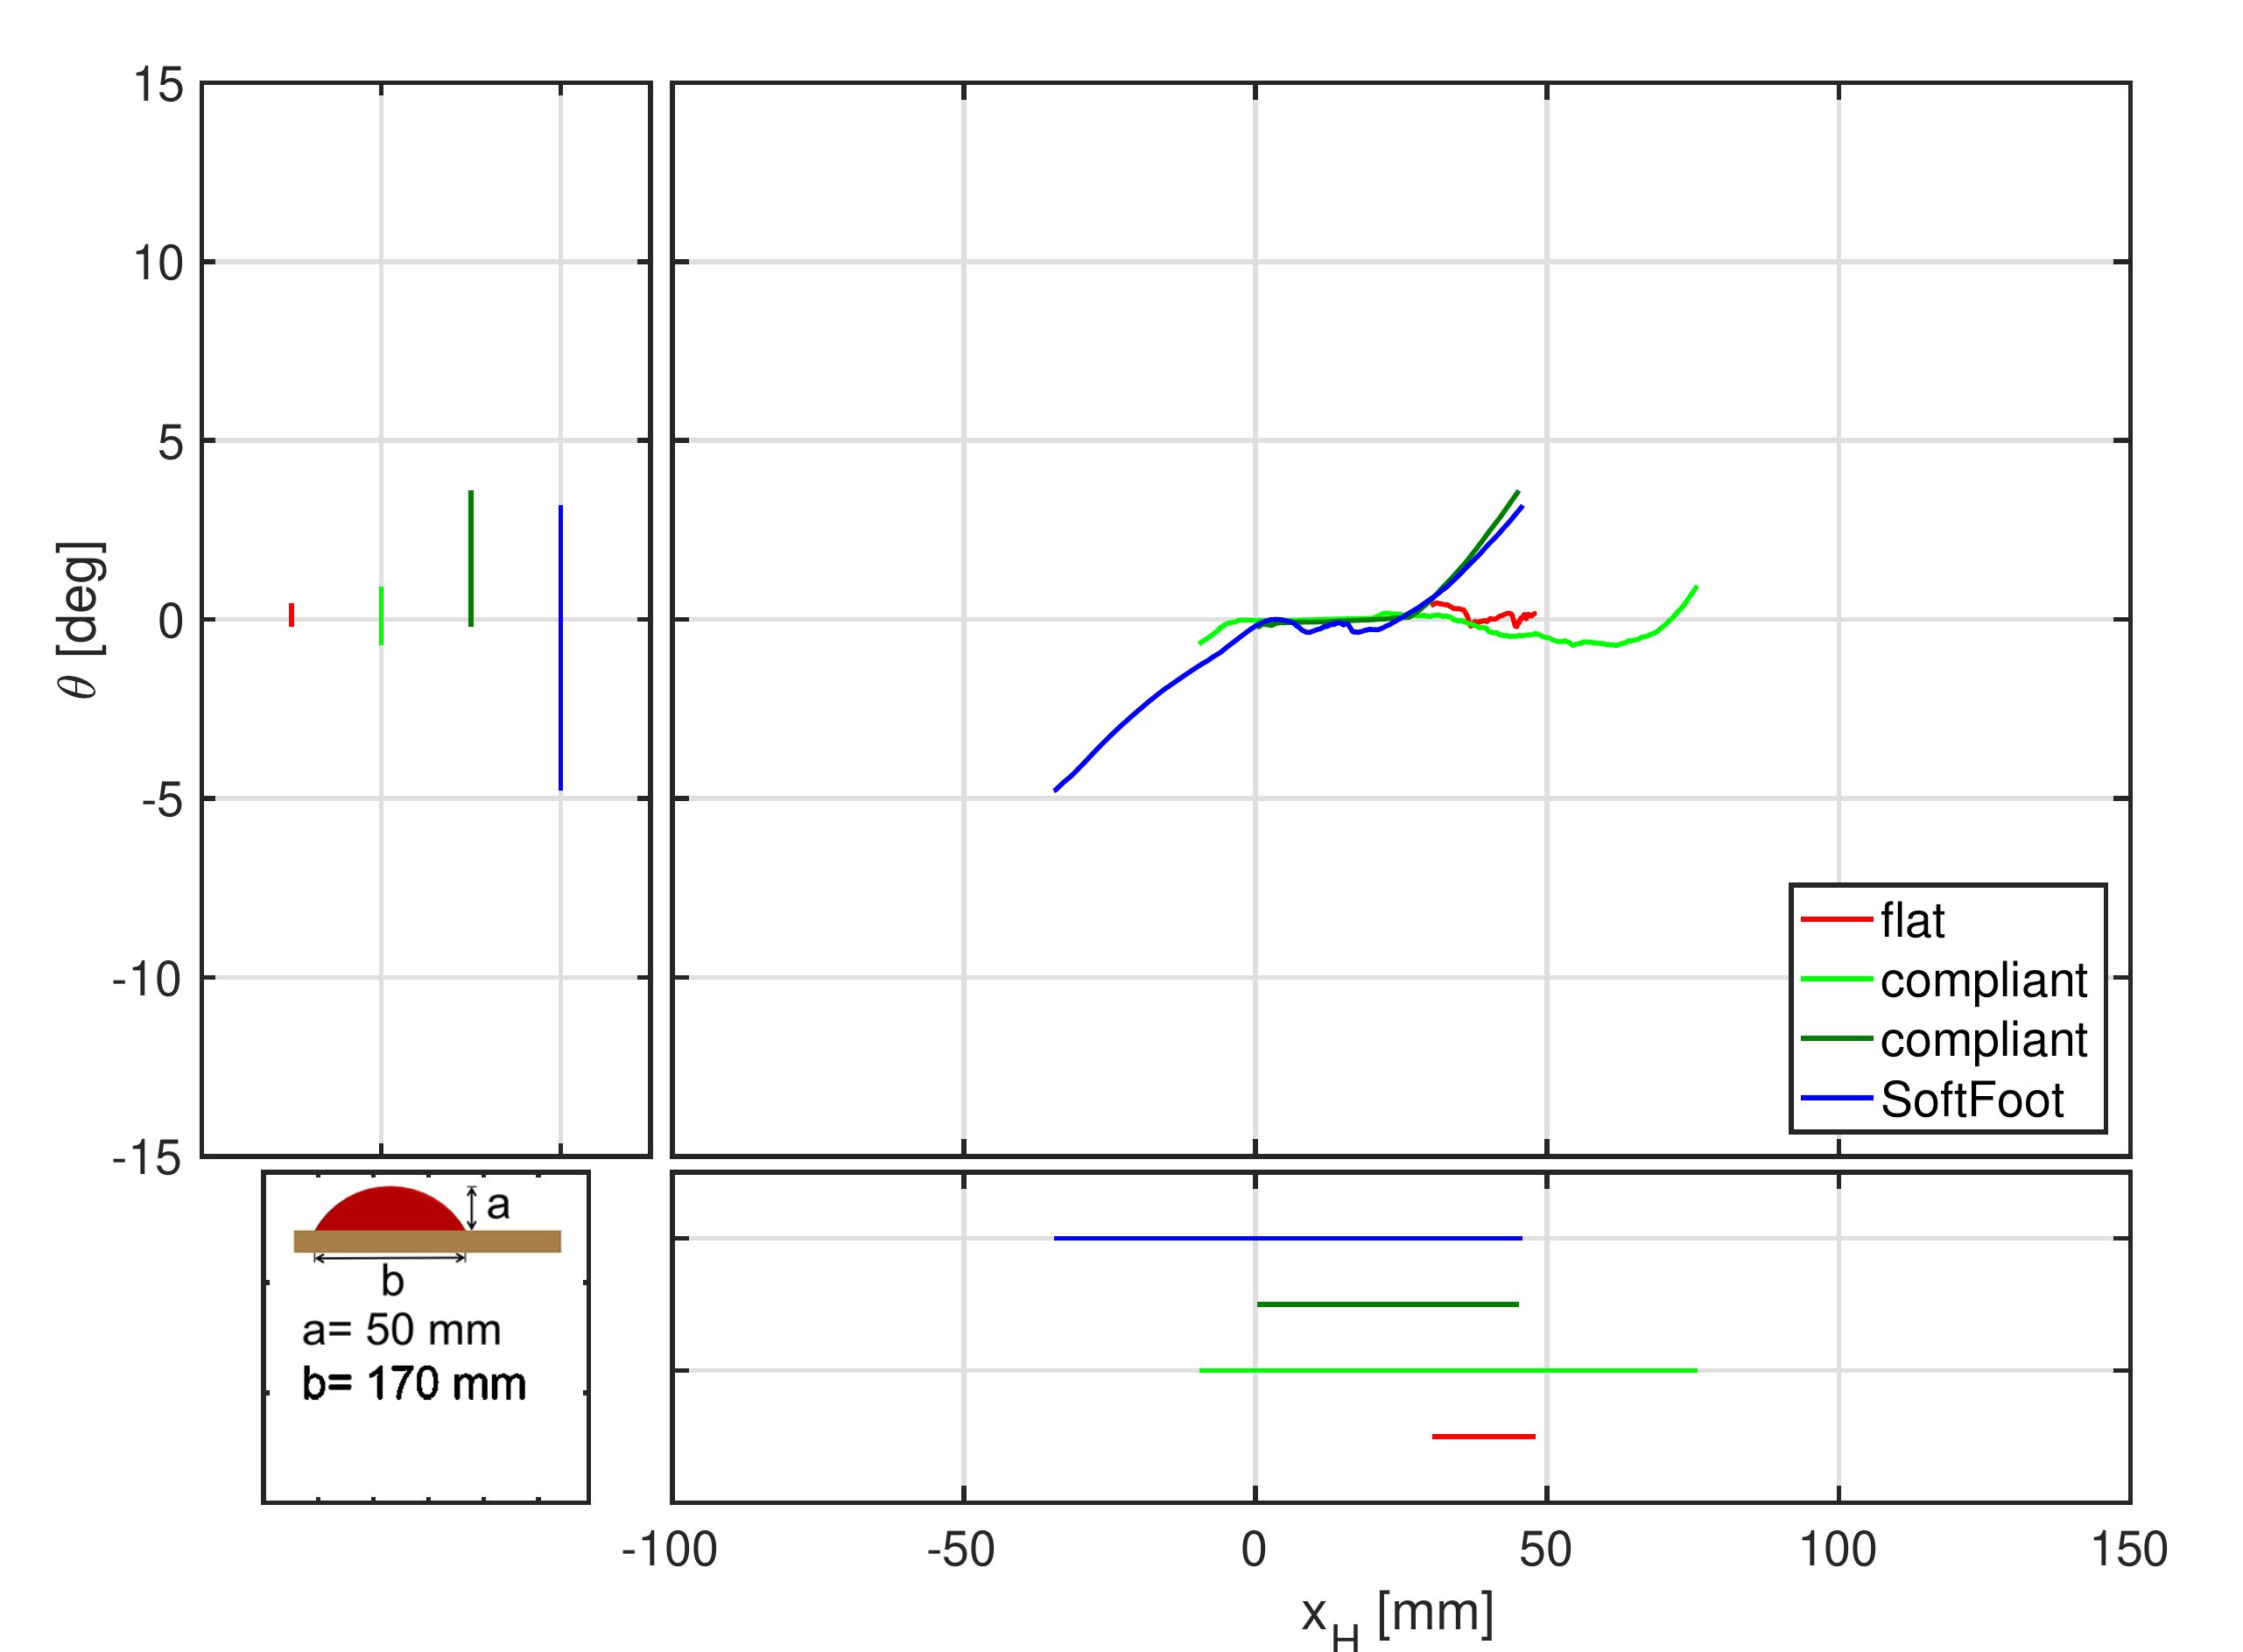 15
10
5
0
-5
-10
-15
θ [deg]
flat
compliant
compliant
SoftFoot
a
b
a= 50 mm
b= 170 mm
-100 -50 0 50 100 150
x_H [mm]